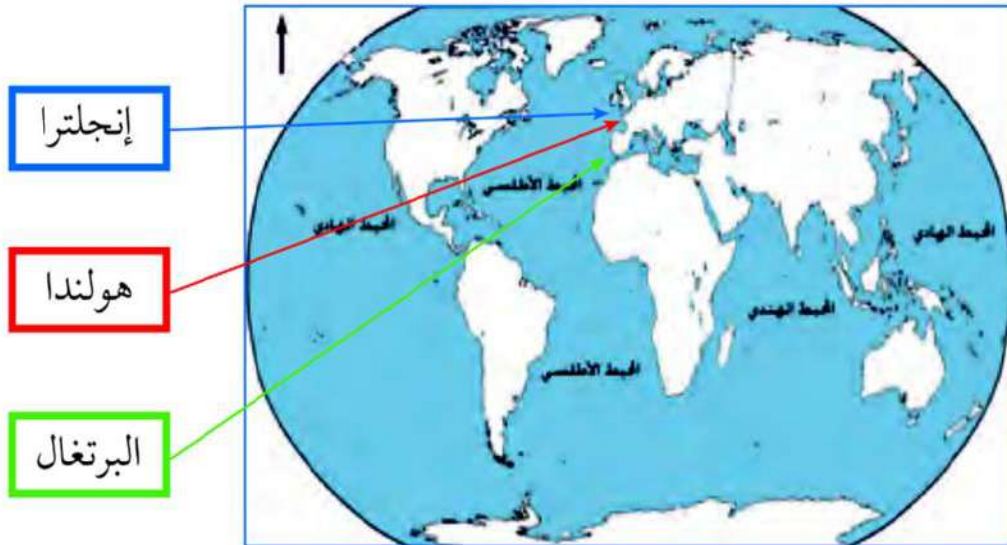 إنجلترا
هولندا
البرتغال
المحيط الأطلسي
المحيط الهادي
المحيط الهادي
المحيط الهندي
المحيط الأطلسي